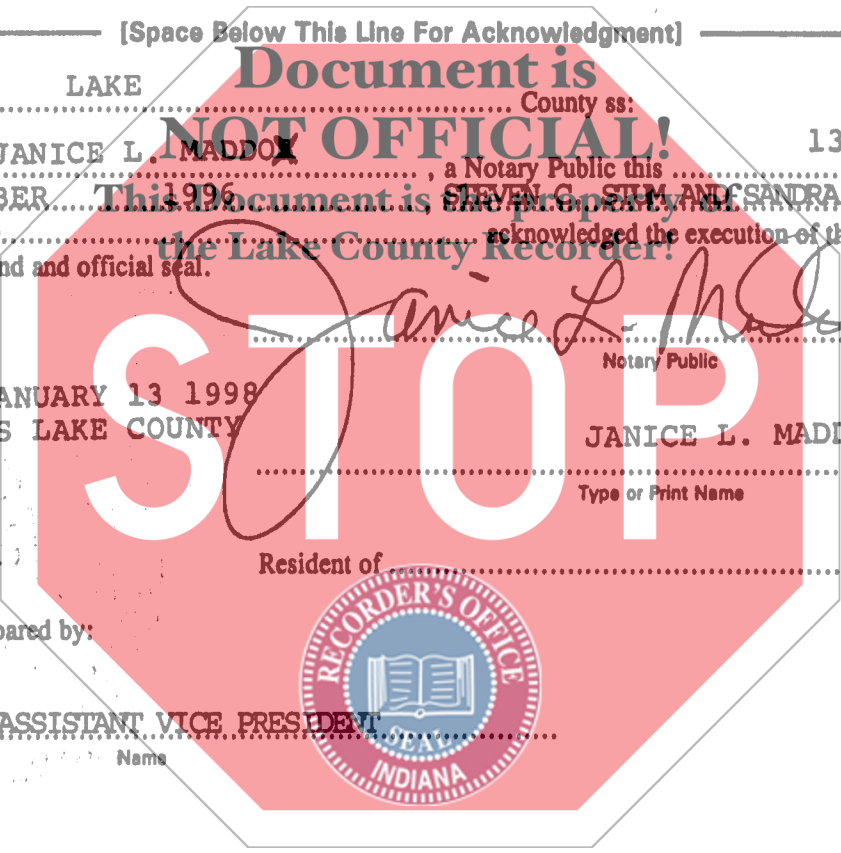 [Space Below This Line For Acknowledgment]
Document is
LAKE County ss:
NOT OFFICIAL!
JANICE L. MADDOX, a Notary Public this 13
BER 1996, STEVEN G. AND SANDRA
This Document is the property of
acknowledged the execution of th
the Lake County Recorder!
nd and official seal.
Janice L.
Notary Public
STOP
ANUARY 13 1998
S LAKE COUNTY
JANICE L. MADD
Type or Print Name
Resident of
RECORDER'S OFFICE
SEAL
INDIANA
pared by:
ASSISTANT VICE PRESIDENT
Name